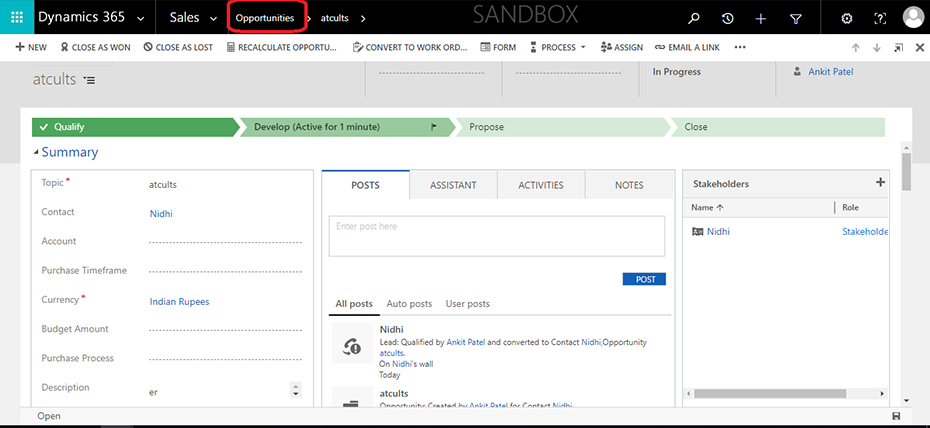 Dynamics 365 Sales Opportunities atcults SANDBOX
NEW CLOSE AS WON CLOSE AS LOST RECALCULATE OPPORTU... CONVERT TO WORK ORD... FORM PROCESS ASSIGN EMAIL A LINK ...
atcults In Progress Ankit Patel
Qualify Develop (Active for 1 minute) Propose Close
Summary
Topic * atcults
Contact Nidhi
Account
Purchase Timeframe
Currency * Indian Rupees
Budget Amount
Purchase Process
Description er
POSTS ASSISTANT ACTIVITIES NOTES
Enter post here
POST
All posts Auto posts User posts
Nidhi
Lead: Qualified by Ankit Patel and converted to Contact Nidhi,Opportunity
atcults.
On Nidhi's wall
Today
atcults
Opportunity: Created by Ankit Patel for Contact Nidhi
Stakeholders
Name Role
Nidhi Stakeholde
Open